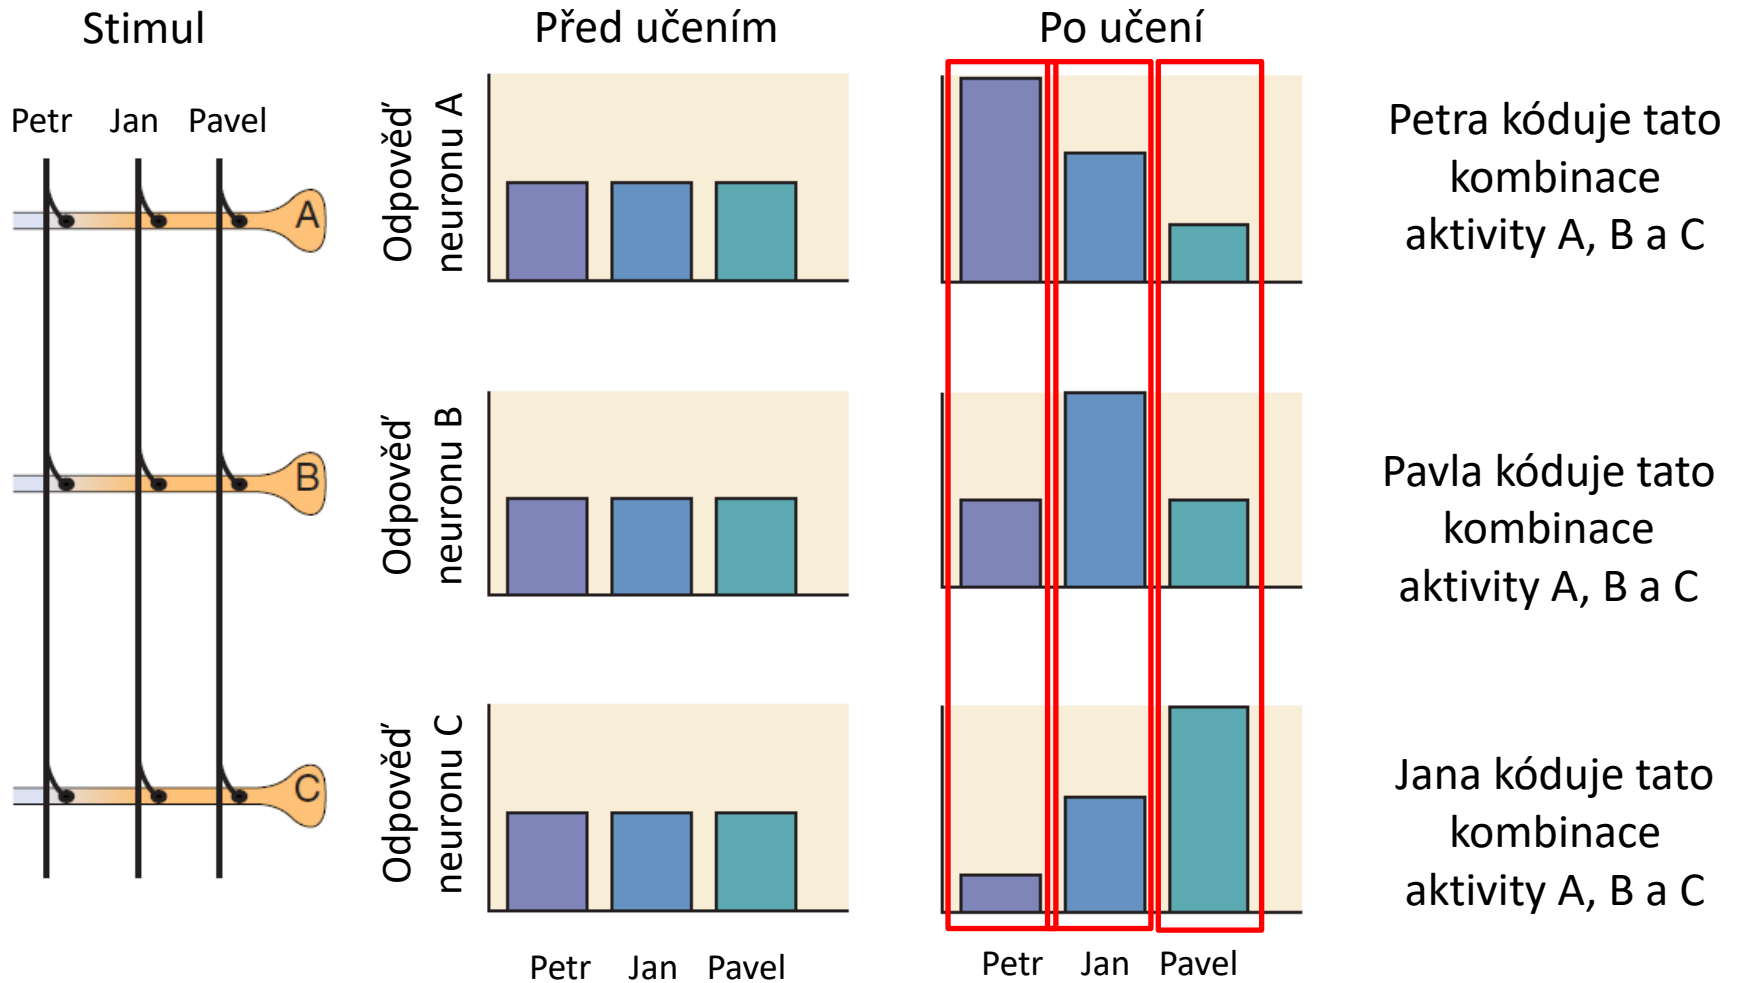 Stimul
Před učením
Po učení
Petr Jan Pavel
A
B
C
Odpověď
neuronu A
Odpověď
neuronu B
Odpověď
neuronu C
Petr Jan Pavel
Petr Jan Pavel
Petra kóduje tato
kombinace
aktivity A, B a C
Pavla kóduje tato
kombinace
aktivity A, B a C
Jana kóduje tato
kombinace
aktivity A, B a C